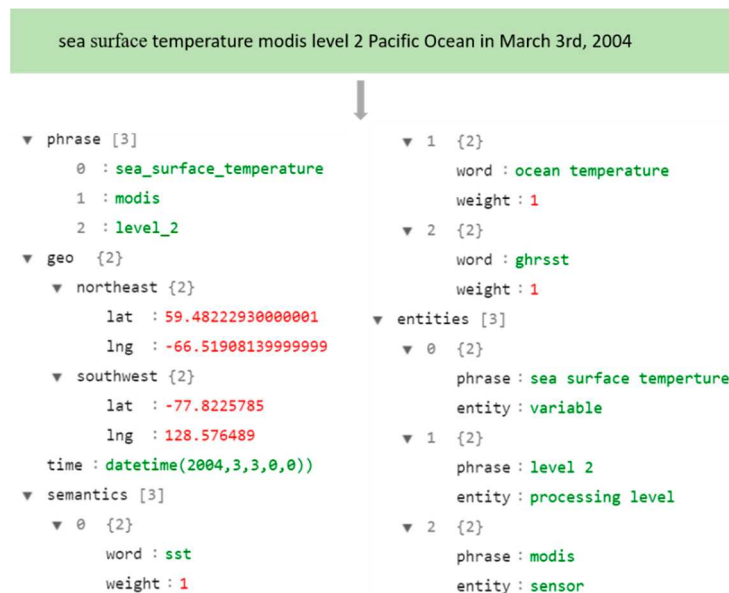 sea surface temperature modis level 2 Pacific Ocean in March 3rd, 2004
▼ phrase [3]
0 : sea_surface_temperature
1 : modis
2 : level_2
▼ geo {2}
▼ northeast {2}
lat : 59.48222930000001
lng : -66.51908139999999
▼ southwest {2}
lat : -77.8225785
lng : 128.576489
time : datetime(2004,3,3,0,0))
▼ semantics [3]
▼ 0 {2}
word : sst
weight : 1
▼ 1 {2}
word : ocean temperature
weight : 1
▼ 2 {2}
word : ghrsst
weight : 1
▼ entities [3]
▼ 0 {2}
phrase : sea surface temperture
entity : variable
▼ 1 {2}
phrase : level 2
entity : processing level
▼ 2 {2}
phrase : modis
entity : sensor